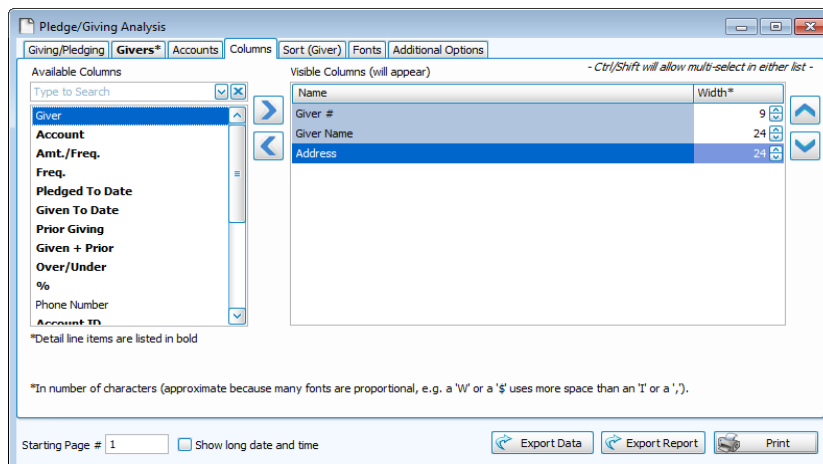 Pledge/Giving Analysis
Giving/Pledging Givers* Accounts Columns Sort (Giver) Fonts Additional Options
Available Columns
Visible Columns (will appear)
- Ctrl/Shift will allow multi-select in either list -
Type to Search
Giver
Account
Amt./Freq.
Freq.
Pledged To Date
Given To Date
Prior Giving
Given + Prior
Over/Under
%
Phone Number
Account ID
Name Width*
Giver # 9
Giver Name 24
Address 24
*Detail line items are listed in bold
*In number of characters (approximate because many fonts are proportional, e.g. a 'W' or a '$' uses more space than an 'I' or a ',').
Starting Page # 1 Show long date and time Export Data Export Report Print